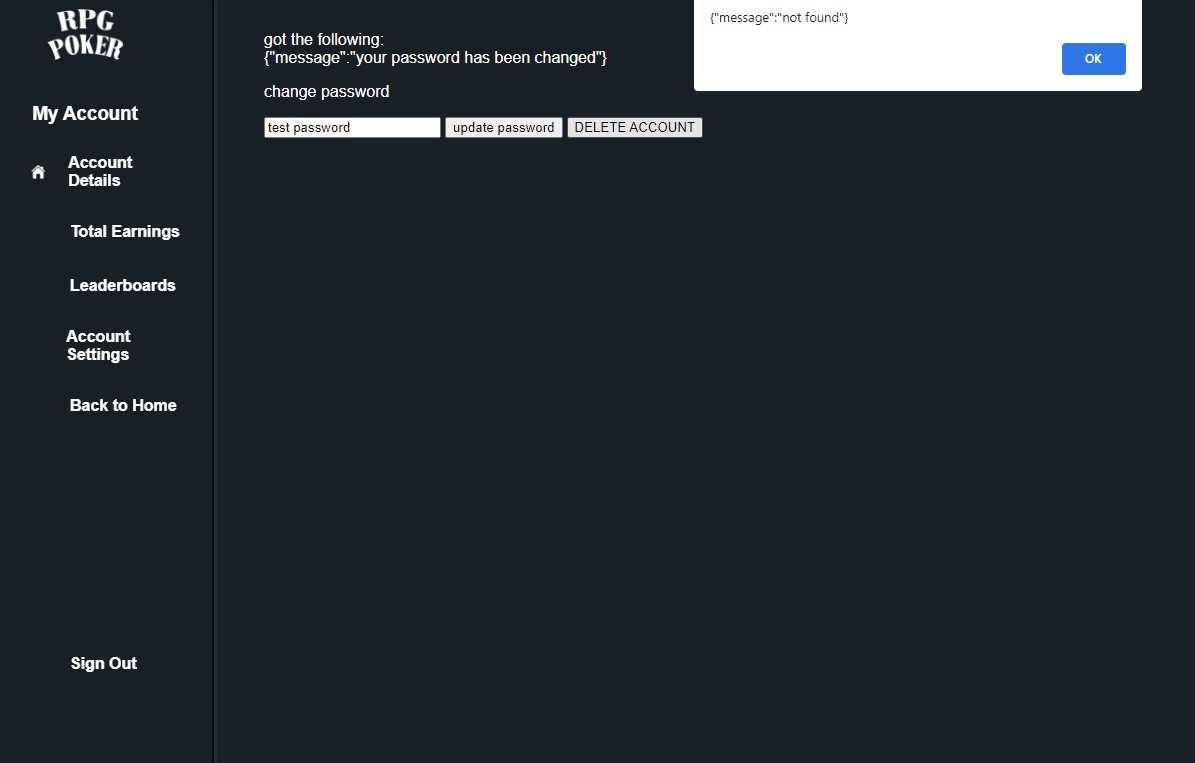 RPG
POKER
My Account
Account
Details
Total Earnings
Leaderboards
Account
Settings
Back to Home
Sign Out
got the following:
{"message":"your password has been changed"}
change password
test password update password DELETE ACCOUNT
{"message":"not found"}
OK